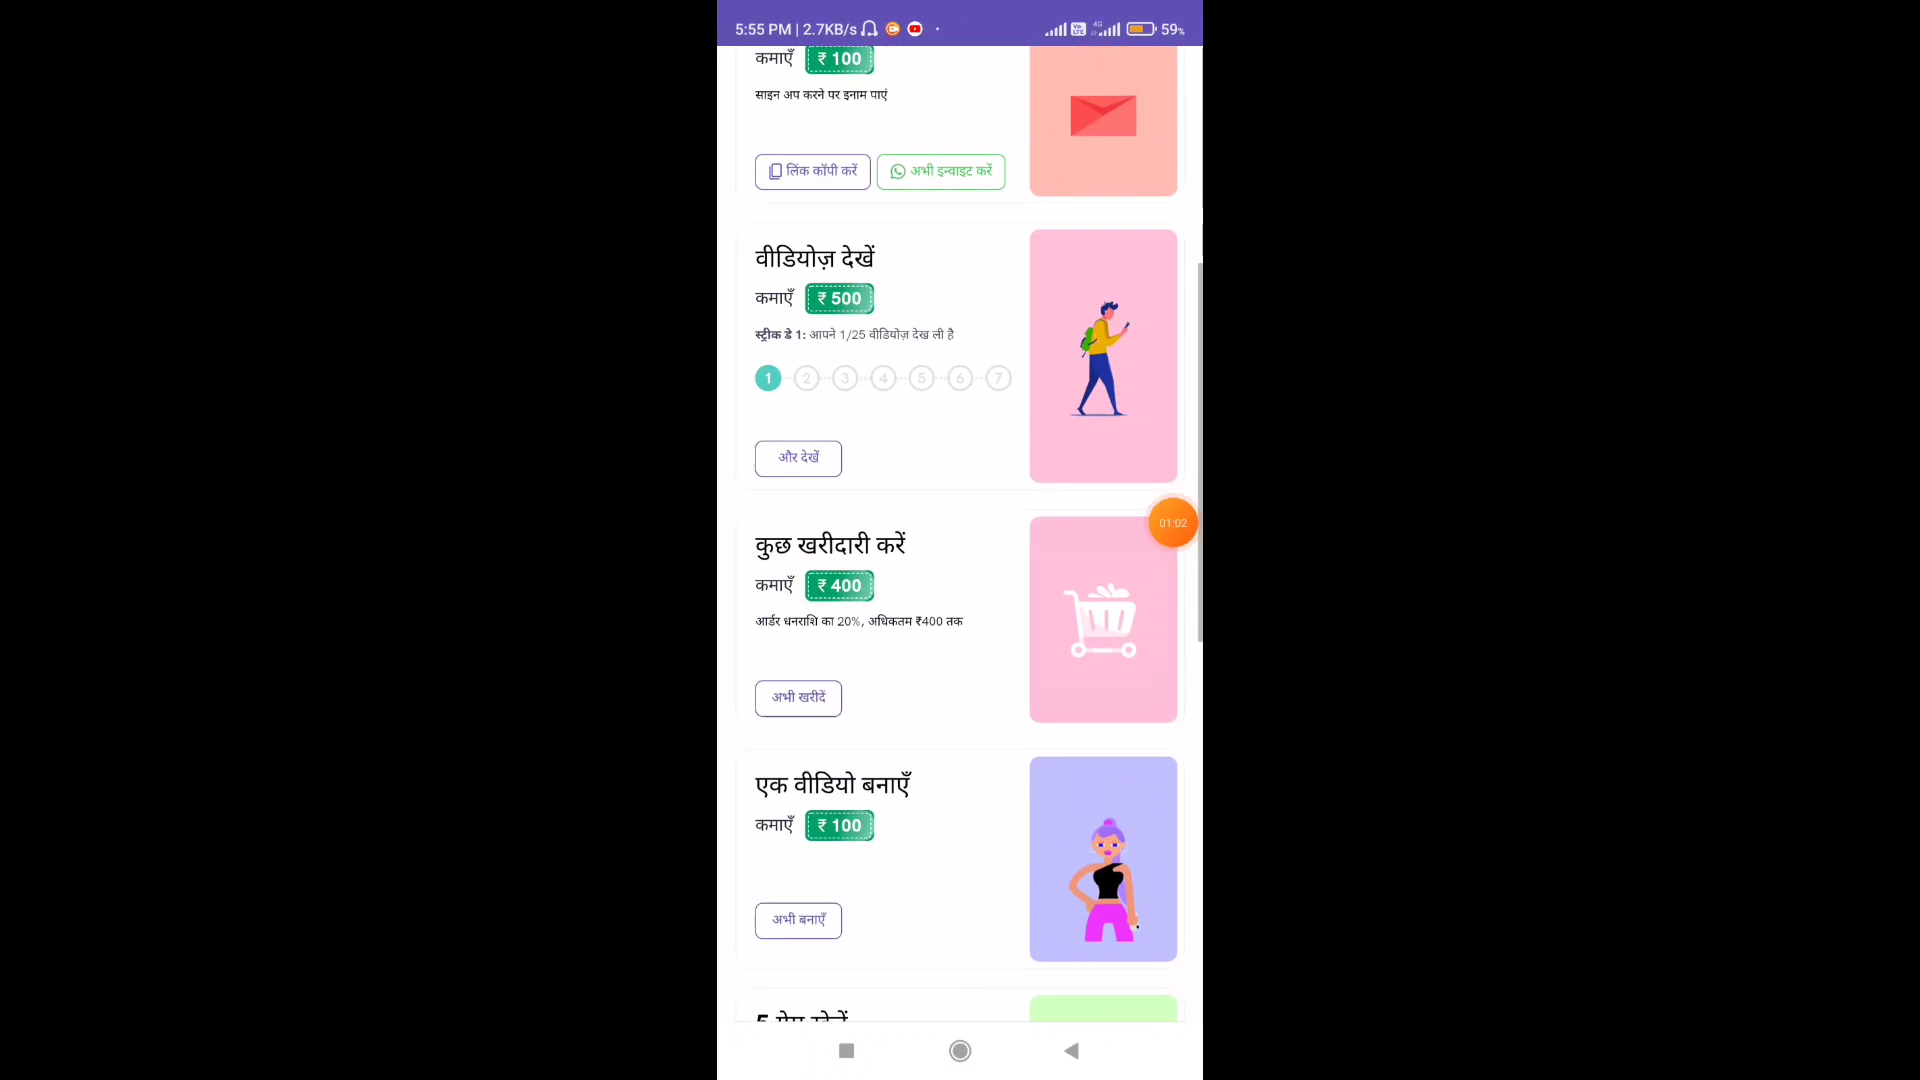 5:55 PM | 2.7KB/s
4G
59%
कमाएँ ₹ 100
साइन अप करने पर इनाम पाएं
लिंक कॉपी करें
अभी इन्वाइट करें
वीडियोज़ देखें
कमाएँ ₹ 500
स्ट्रीक डे 1: आपने 1/25 वीडियोज़ देख ली है
1 2 3 4 5 6 7
और देखें
01:02
कुछ खरीदारी करें
कमाएँ ₹ 400
आर्डर धनराशि का 20%, अधिकतम ₹400 तक
अभी खरीदें
एक वीडियो बनाएँ
कमाएँ ₹ 100
अभी बनाएँ